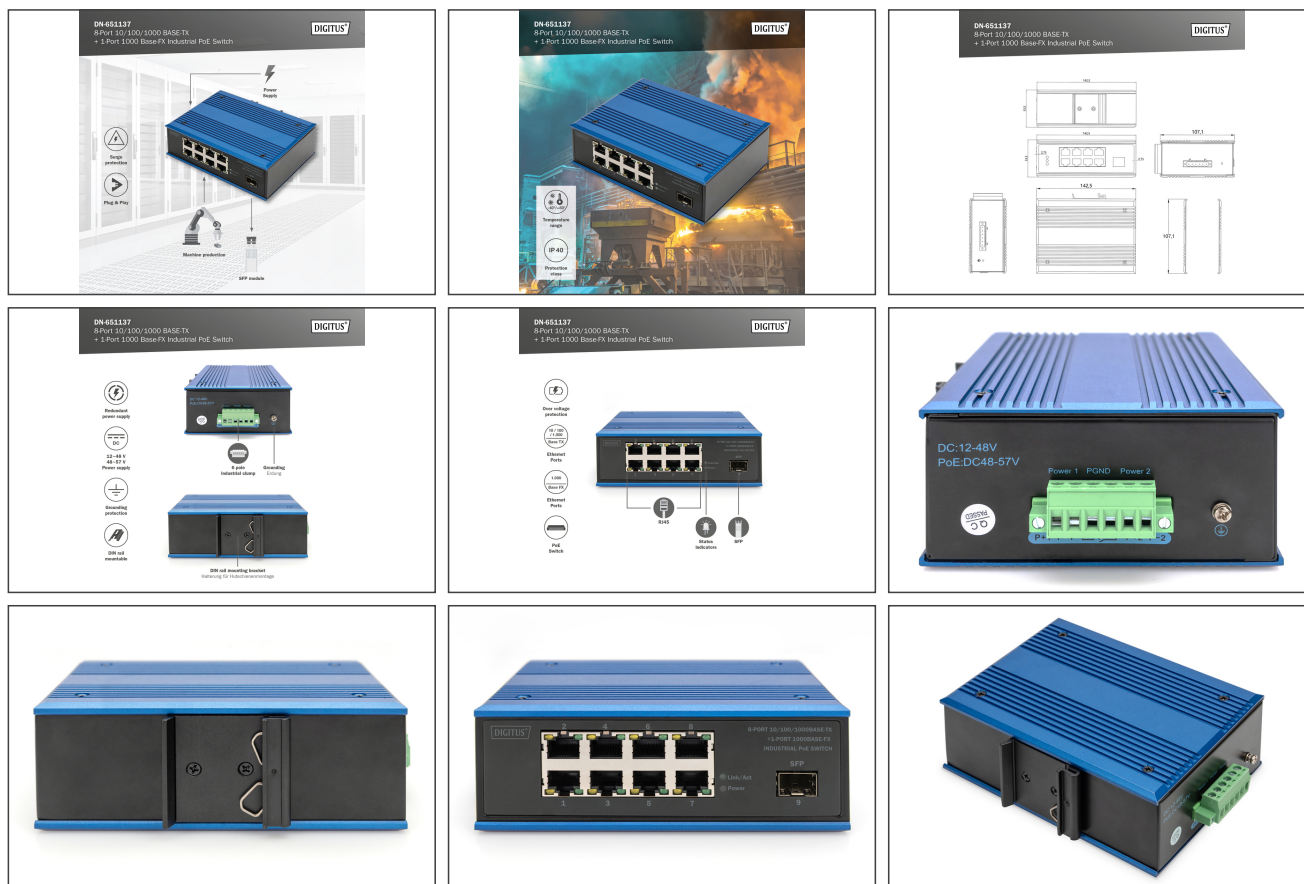 DN-651137
8-Port 10/100/1000 BASE-TX
+ 1-Port 1000 Base-FX Industrial PoE Switch
DIGITUS®
Power
Supply
Surge
protection
Plug & Play
Machine production
SFP module
DN-651137
8-Port 10/100/1000 BASE-TX
+ 1-Port 1000 Base-FX Industrial PoE Switch
DIGITUS®
Temperature
range
IP 40
Protection
class
DN-651137
8-Port 10/100/1000 BASE-TX
+ 1-Port 1000 Base-FX Industrial PoE Switch
DIGITUS®
107,1
142,5
107,1
DN-651137
8-Port 10/100/1000 BASE-TX
+ 1-Port 1000 Base-FX Industrial PoE Switch
DIGITUS®
Redundant
power supply
DC
12–48 V
48–57 V
Power supply
Grounding
protection
DIN rail
mountable
DC:12-48V
PoE:DC48-57V
6 pole
industrial clamp
Grounding
Erdung
DIN rail mounting bracket
Halterung für Hutschienenmontage
DN-651137
8-Port 10/100/1000 BASE-TX
+ 1-Port 1000 Base-FX Industrial PoE Switch
DIGITUS®
Over voltage
protection
10 / 100
/ 1,000
Base TX
Ethernet
Ports
1.000
Base FX
Ethernet
Ports
PoE
Switch
RJ45
Status
Indicators
SFP
DC:12-48V
PoE:DC48-57V
Power 1 PGND Power 2
QC
PASSED
P+
-2
DIGITUS
2 4 6 8
8-PORT 10/100/1000BASE-TX
+1-PORT 1000BASE-FX
INDUSTRIAL PoE SWITCH
SFP
Link/Act
Power
1 3 5 7 9